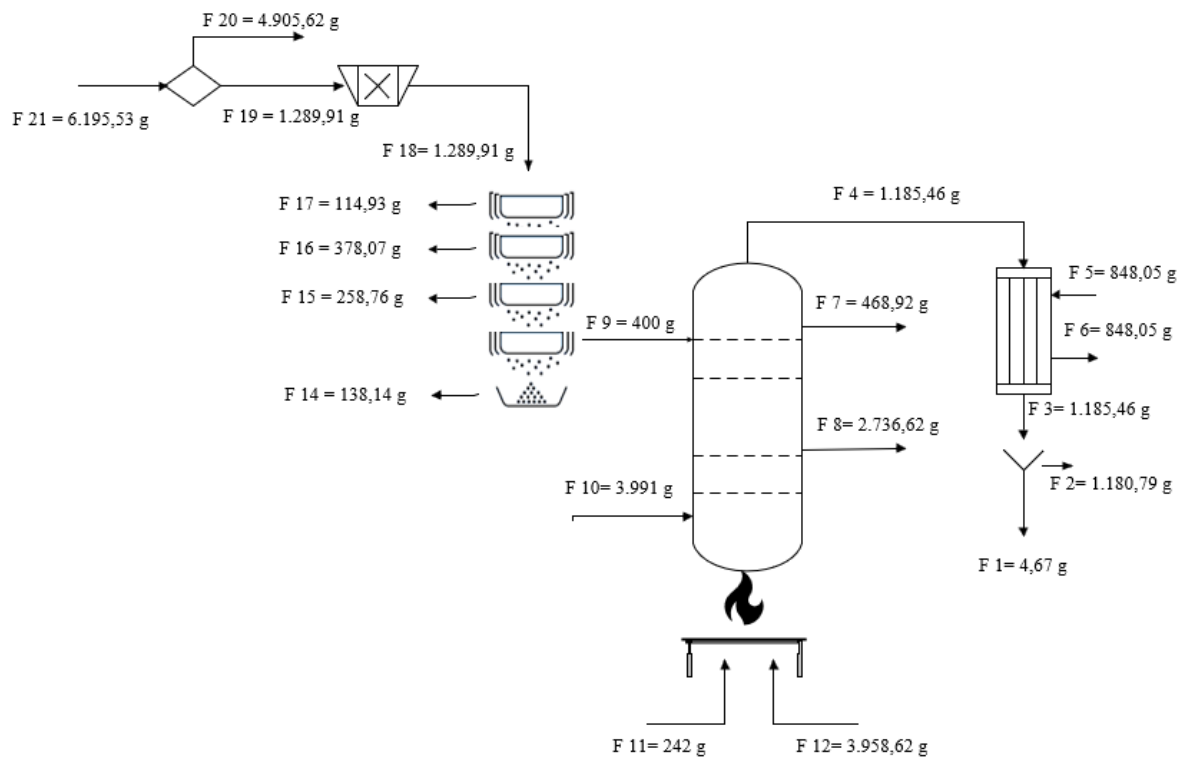 F 20 = 4.905,62 g
F 21 = 6.195,53 g
F 19 = 1.289,91 g
F 18= 1.289,91 g
F 17 = 114,93 g
F 16 = 378,07 g
F 15 = 258,76 g
F 14 = 138,14 g
F 9 = 400 g
F 10= 3.991 g
F 4 = 1.185,46 g
F 7 = 468,92 g
F 8= 2.736,62 g
F 5= 848,05 g
F 6= 848,05 g
F 3= 1.185,46 g
F 2= 1.180,79 g
F 1= 4,67 g
F 11= 242 g
F 12= 3.958,62 g